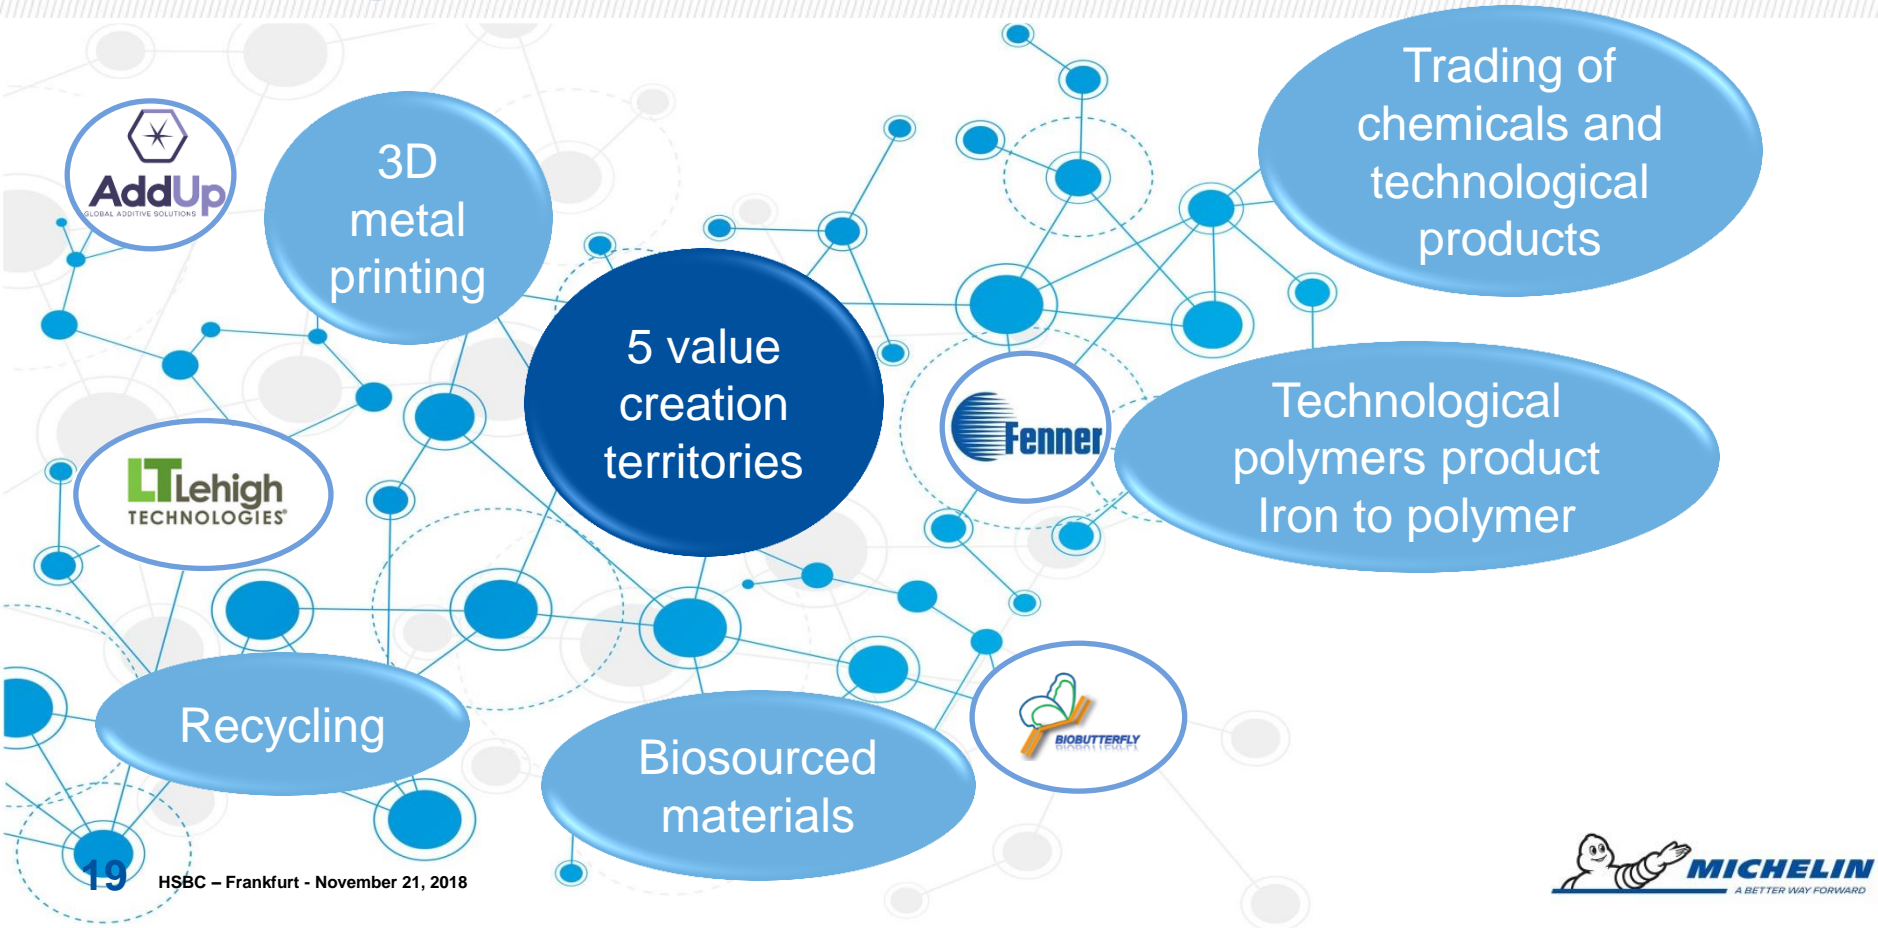 AddUp
GLOBAL ADDITIVE SOLUTIONS
3D
metal
printing
Trading of
chemicals and
technological
products
5 value
creation
territories
Fenner
Technological
polymers product
Iron to polymer
LT Lehigh
TECHNOLOGIES
Recycling
Biosourced
materials
BIOBUTTERFLY
19
HSBC – Frankfurt - November 21, 2018
MICHELIN
A BETTER WAY FORWARD